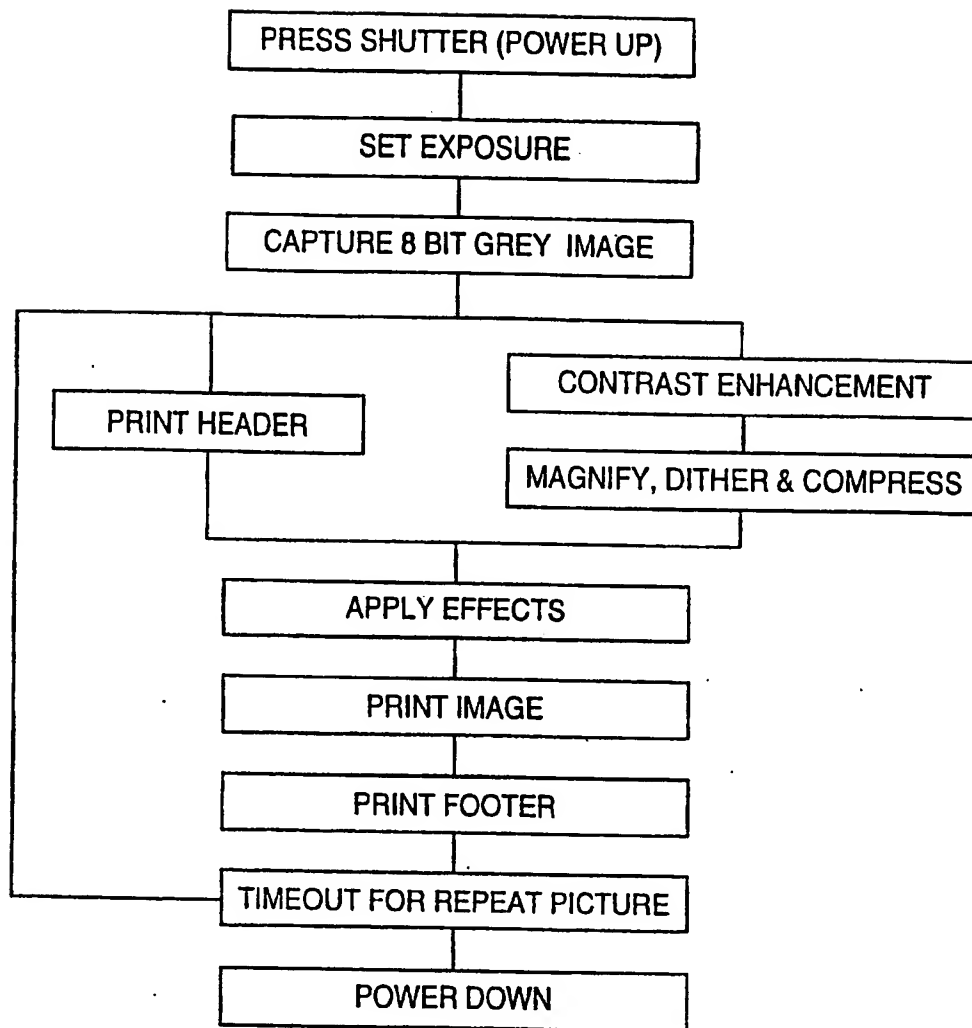 PRESS SHUTTER (POWER UP)
SET EXPOSURE
CAPTURE 8 BIT GREY IMAGE
CONTRAST ENHANCEMENT
PRINT HEADER
MAGNIFY, DITHER & COMPRESS
APPLY EFFECTS
PRINT IMAGE
PRINT FOOTER
TIMEOUT FOR REPEAT PICTURE
POWER DOWN